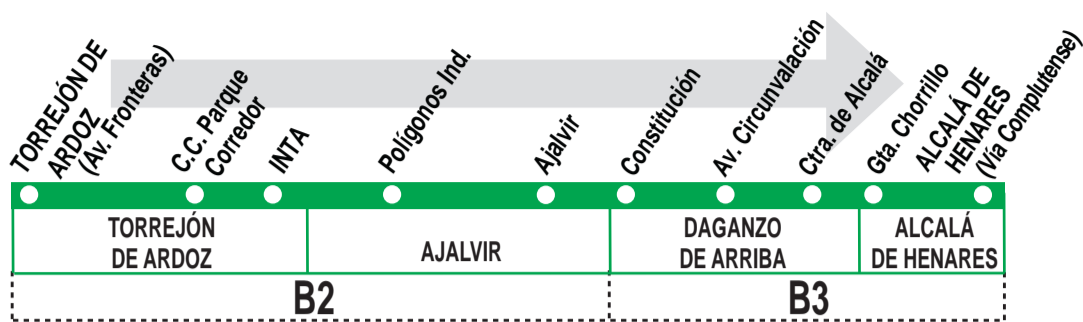 TORREJÓN DE
ARDOZ
(Av. Fronteras)
C.C. Parque
Corredor
INTA
Polígonos Ind.
Ajalvir
Constitución
Av. Circunvalación
Ctra. de Alcalá
Gta. Chorrillo
ALCALÁ DE
HENARES
(Vía Complutense)
TORREJÓN
DE ARDOZ
AJALVIR
DAGANZO
DE ARRIBA
ALCALÁ
DE HENARES
B2
B3